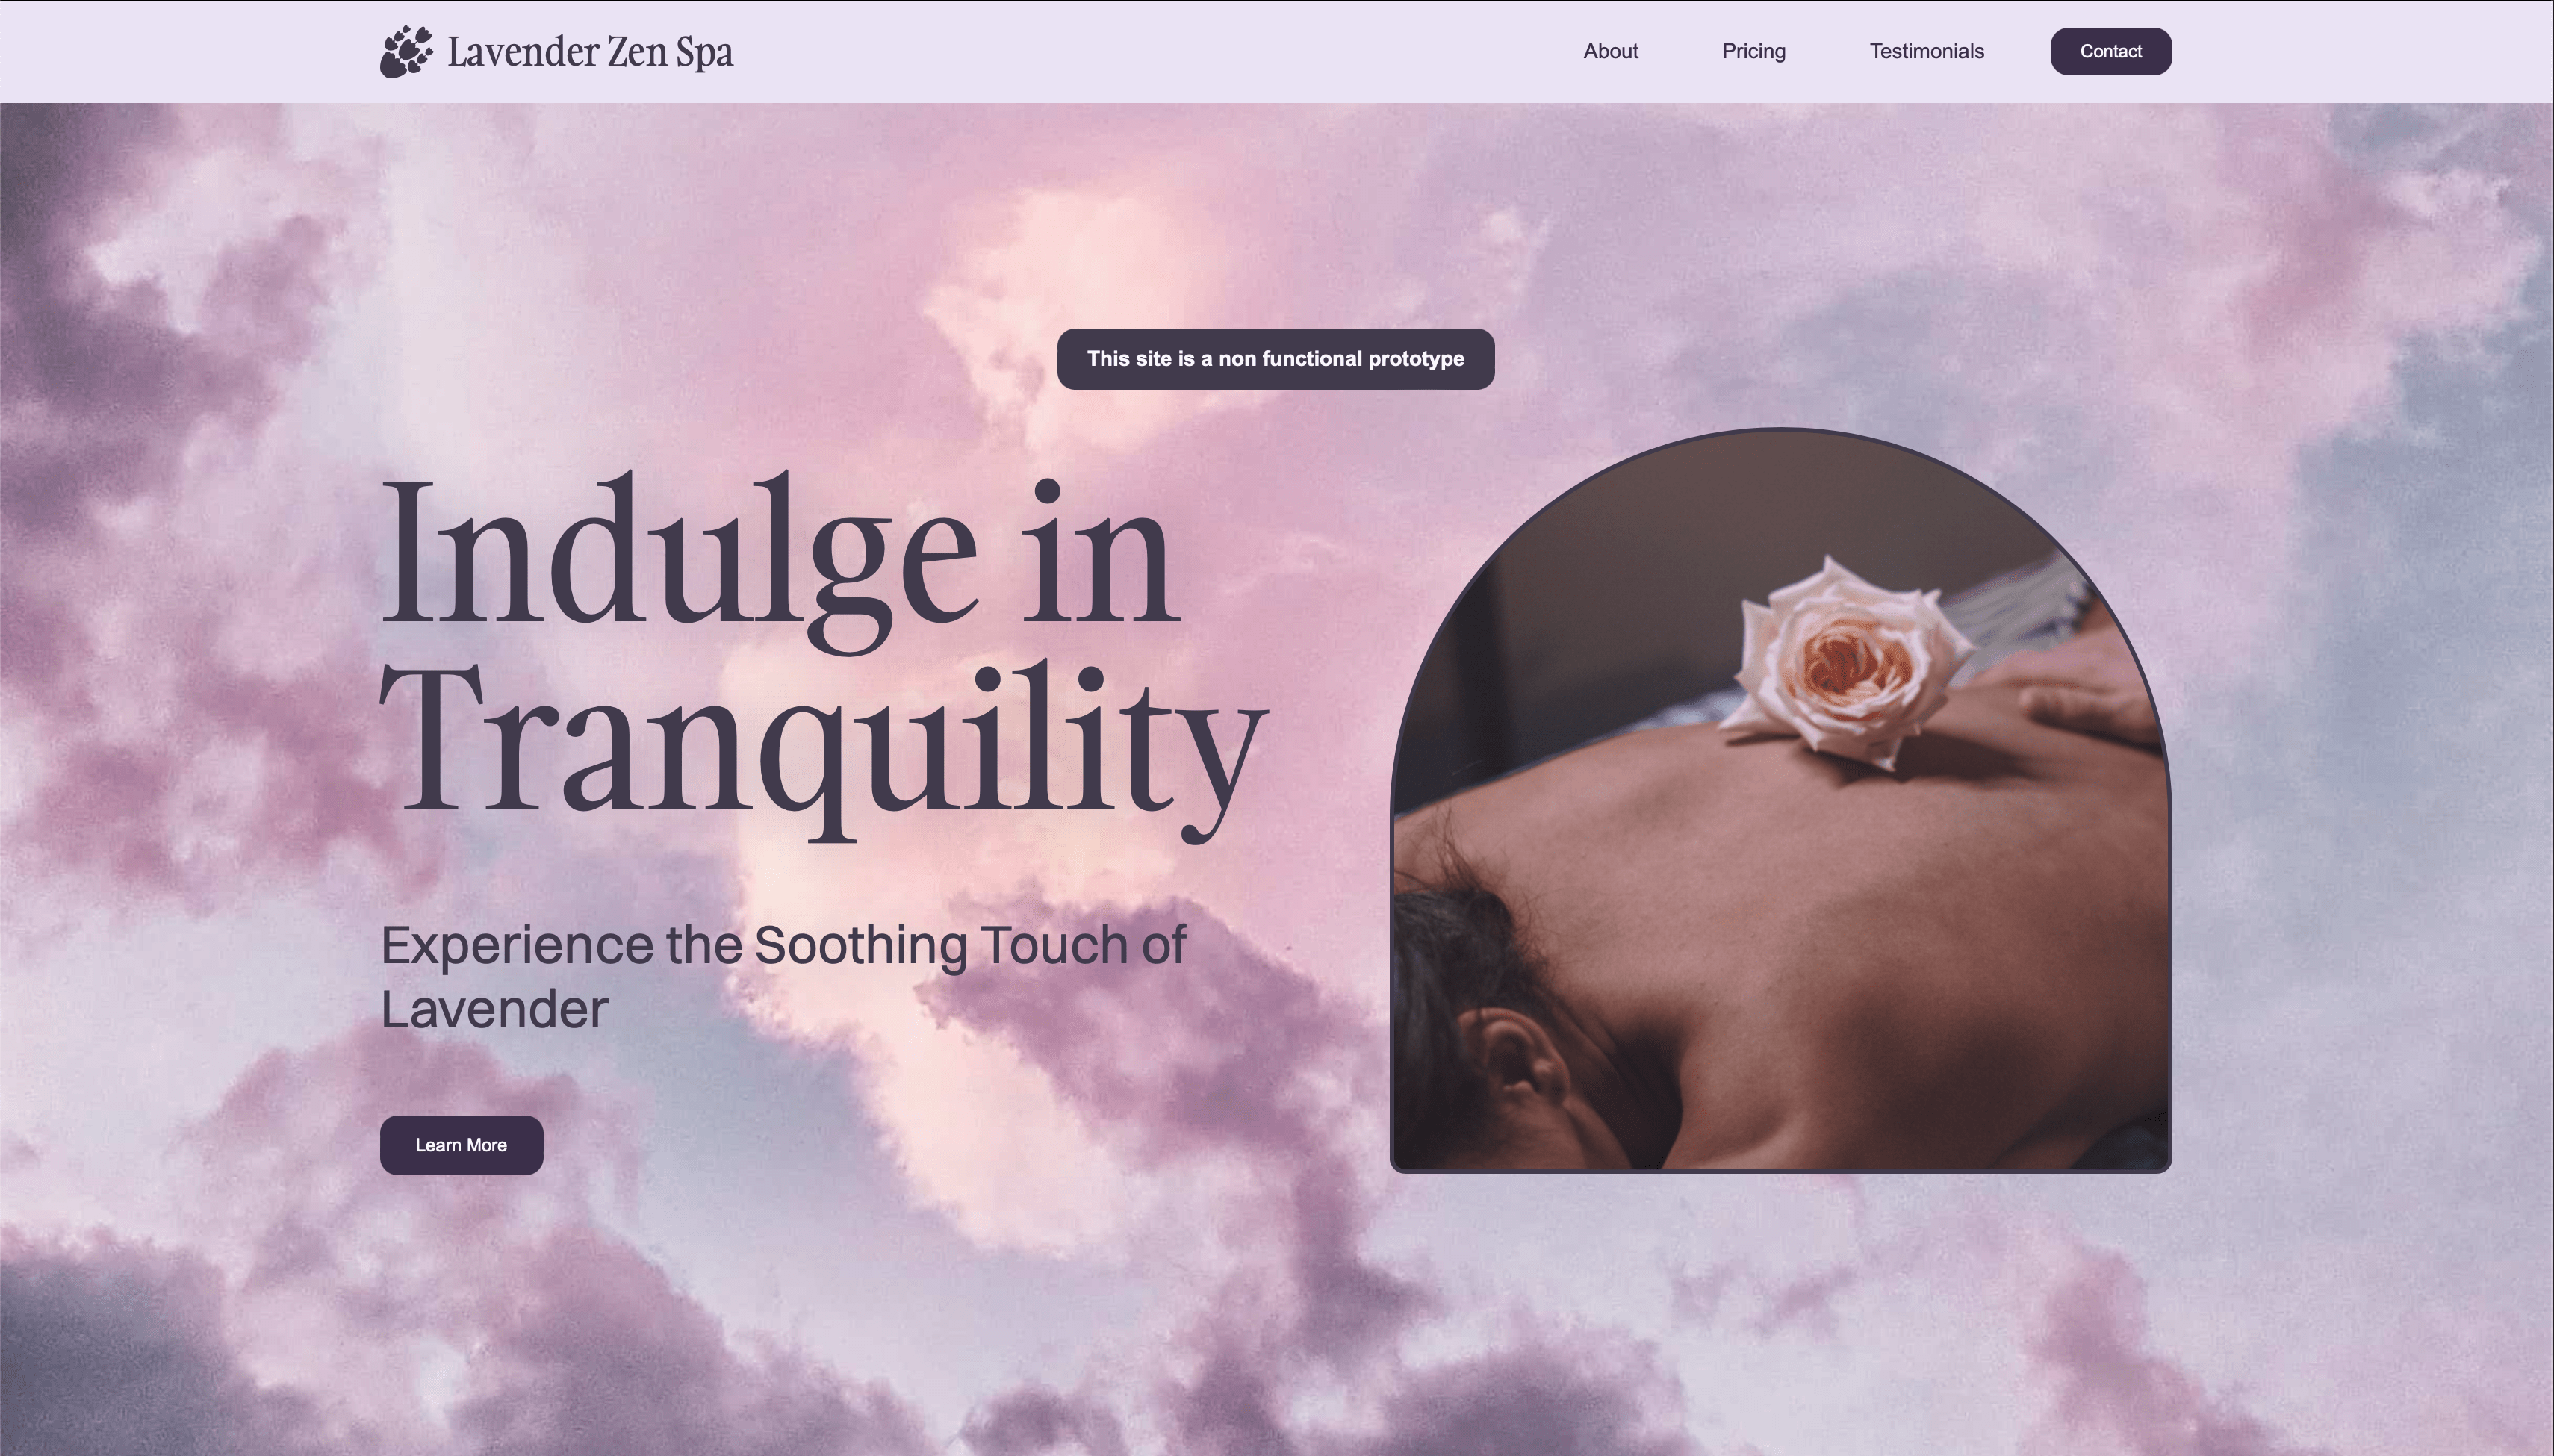 Lavender Zen Spa
About
Pricing
Testimonials
Contact
This site is a non functional prototype
Indulge in
Tranquility
Experience the Soothing Touch of
Lavender
Learn More